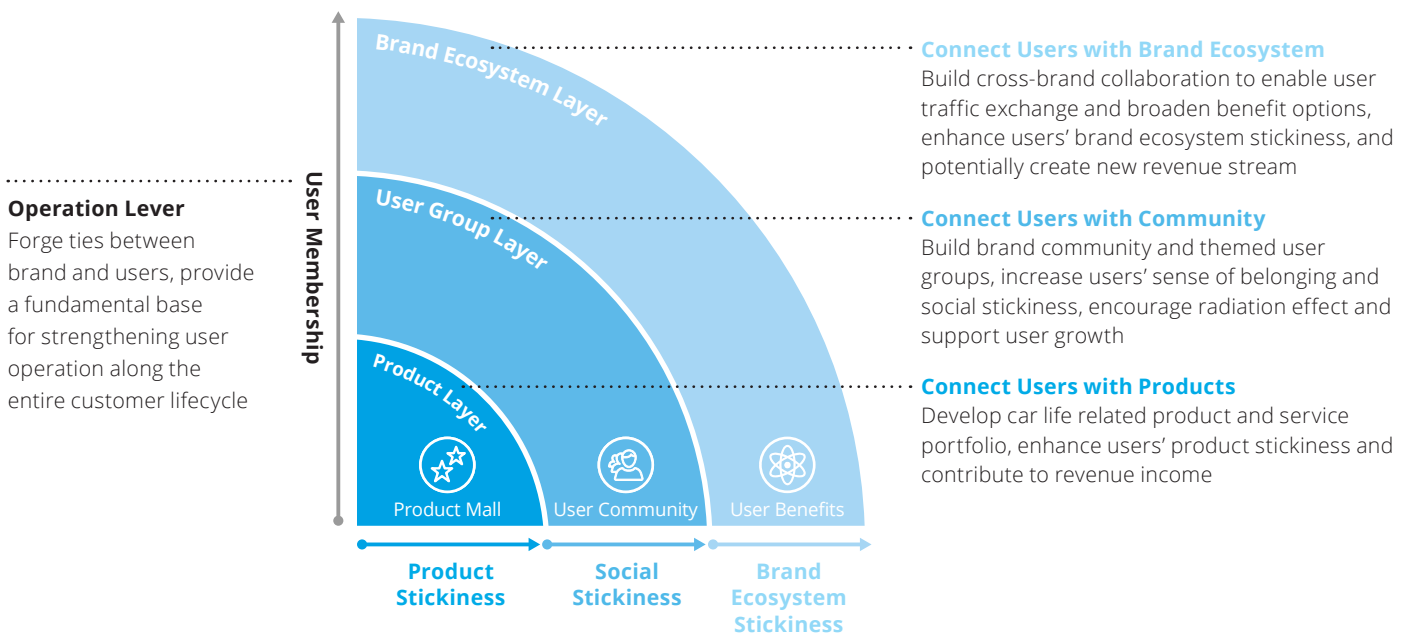 Operation Lever
Forge ties between
brand and users, provide
a fundamental base
for strengthening user
operation along the
entire customer lifecycle
User Membership
Brand Ecosystem Layer
User Group Layer
Product Layer
Product Mall
User Community
User Benefits
Product
Stickiness
Social
Stickiness
Brand
Ecosystem
Stickiness
Connect Users with Brand Ecosystem
Build cross-brand collaboration to enable user
traffic exchange and broaden benefit options,
enhance users’ brand ecosystem stickiness, and
potentially create new revenue stream
Connect Users with Community
Build brand community and themed user
groups, increase users’ sense of belonging and
social stickiness, encourage radiation effect and
support user growth
Connect Users with Products
Develop car life related product and service
portfolio, enhance users’ product stickiness and
contribute to revenue income